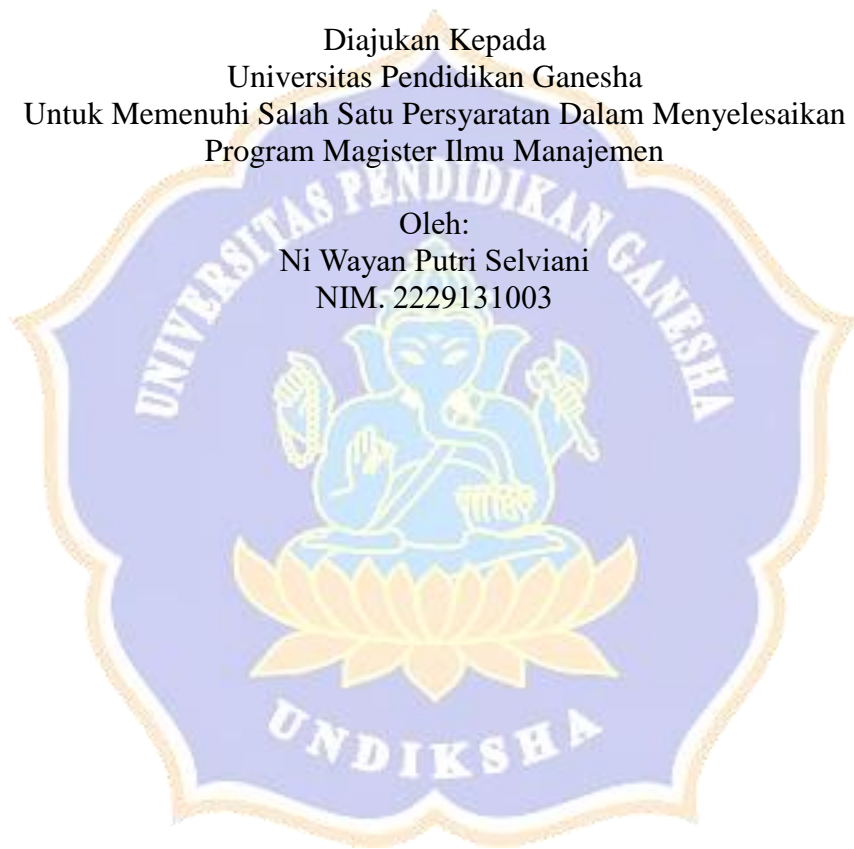 Diajukan Kepada
Universitas Pendidikan Ganesha
Untuk Memenuhi Salah Satu Persyaratan Dalam Menyelesaikan
Program Magister Ilmu Manajemen
Oleh:
Ni Wayan Putri Selviani
NIM. 2229131003
UNIVERSITAS PENDIDIKAN GANESHA
UNDIKSHA